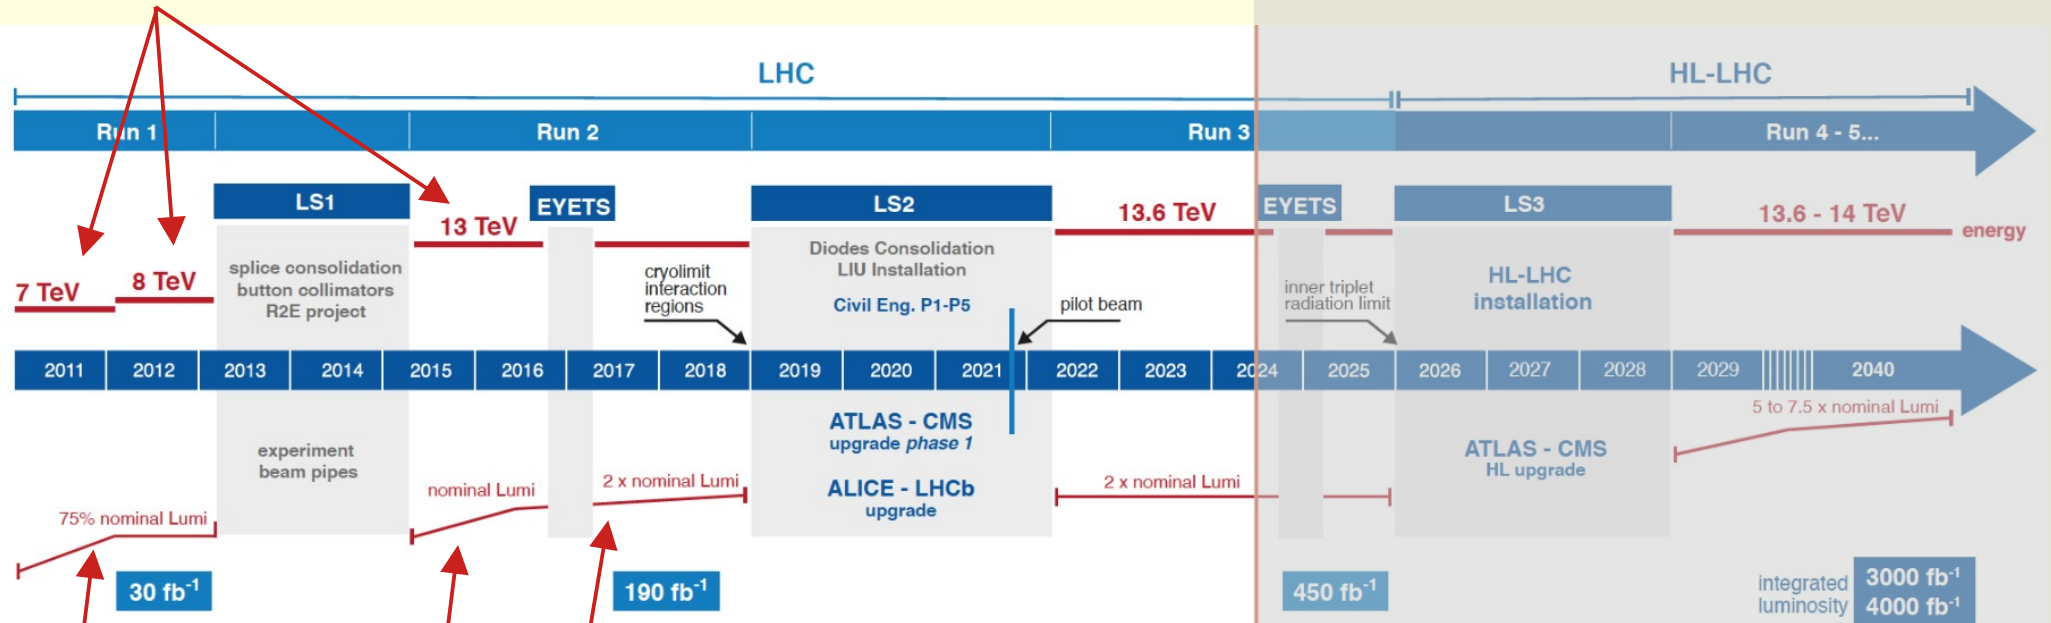 LHC
HL-LHC
Run 1
Run 2
Run 3
Run 4 - 5...
LS1
EYETS
LS2
EYETS
LS3
7 TeV
8 TeV
13 TeV
13.6 TeV
13.6 - 14 TeV
energy
splice consolidation
button collimators
R2E project
cryolimit
interaction
regions
Diodes Consolidation
LIU Installation
Civil Eng. P1-P5
pilot beam
inner triplet
radiation limit
HL-LHC
installation
2011
2012
2013
2014
2015
2016
2017
2018
2019
2020
2021
2022
2023
2024
2025
2026
2027
2028
2029
2040
experiment
beam pipes
ATLAS - CMS
upgrade phase 1
ALICE - LHCb
upgrade
ATLAS - CMS
HL upgrade
75% nominal Lumi
nominal Lumi
2 x nominal Lumi
2 x nominal Lumi
5 to 7.5 x nominal Lumi
30 fb⁻¹
190 fb⁻¹
450 fb⁻¹
integrated
luminosity
3000 fb⁻¹
4000 fb⁻¹